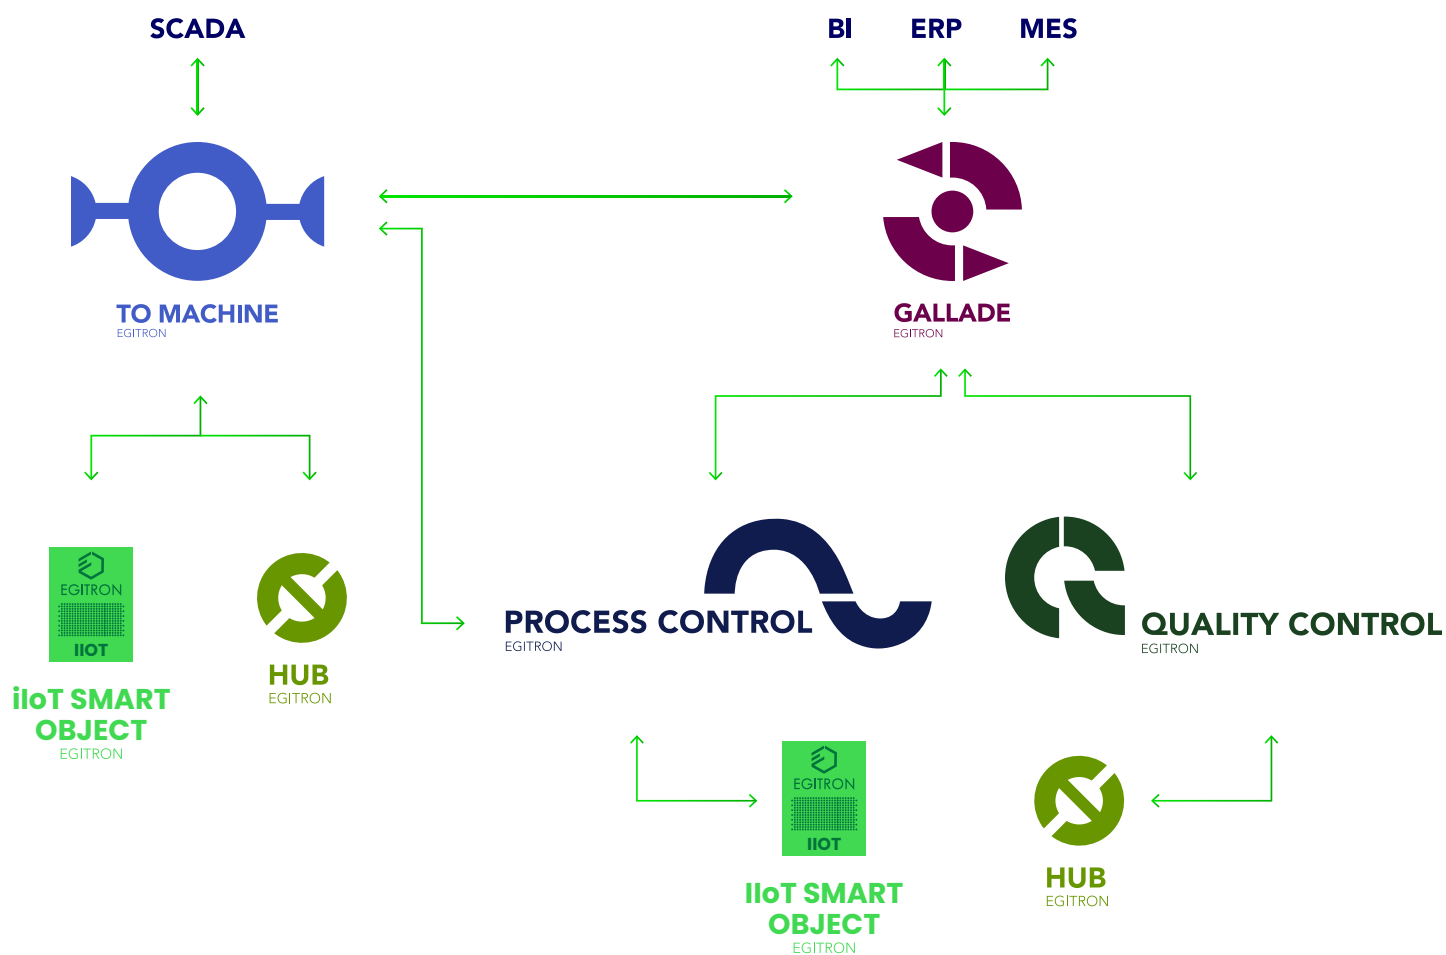 SCADA
BI
ERP
MES
TO MACHINE
EGITRON
GALLADE
EGITRON
EGITRON
IIOT
iIoT SMART
OBJECT
EGITRON
HUB
EGITRON
PROCESS CONTROL
EGITRON
QUALITY CONTROL
EGITRON
EGITRON
IIOT
IIoT SMART
OBJECT
EGITRON
HUB
EGITRON